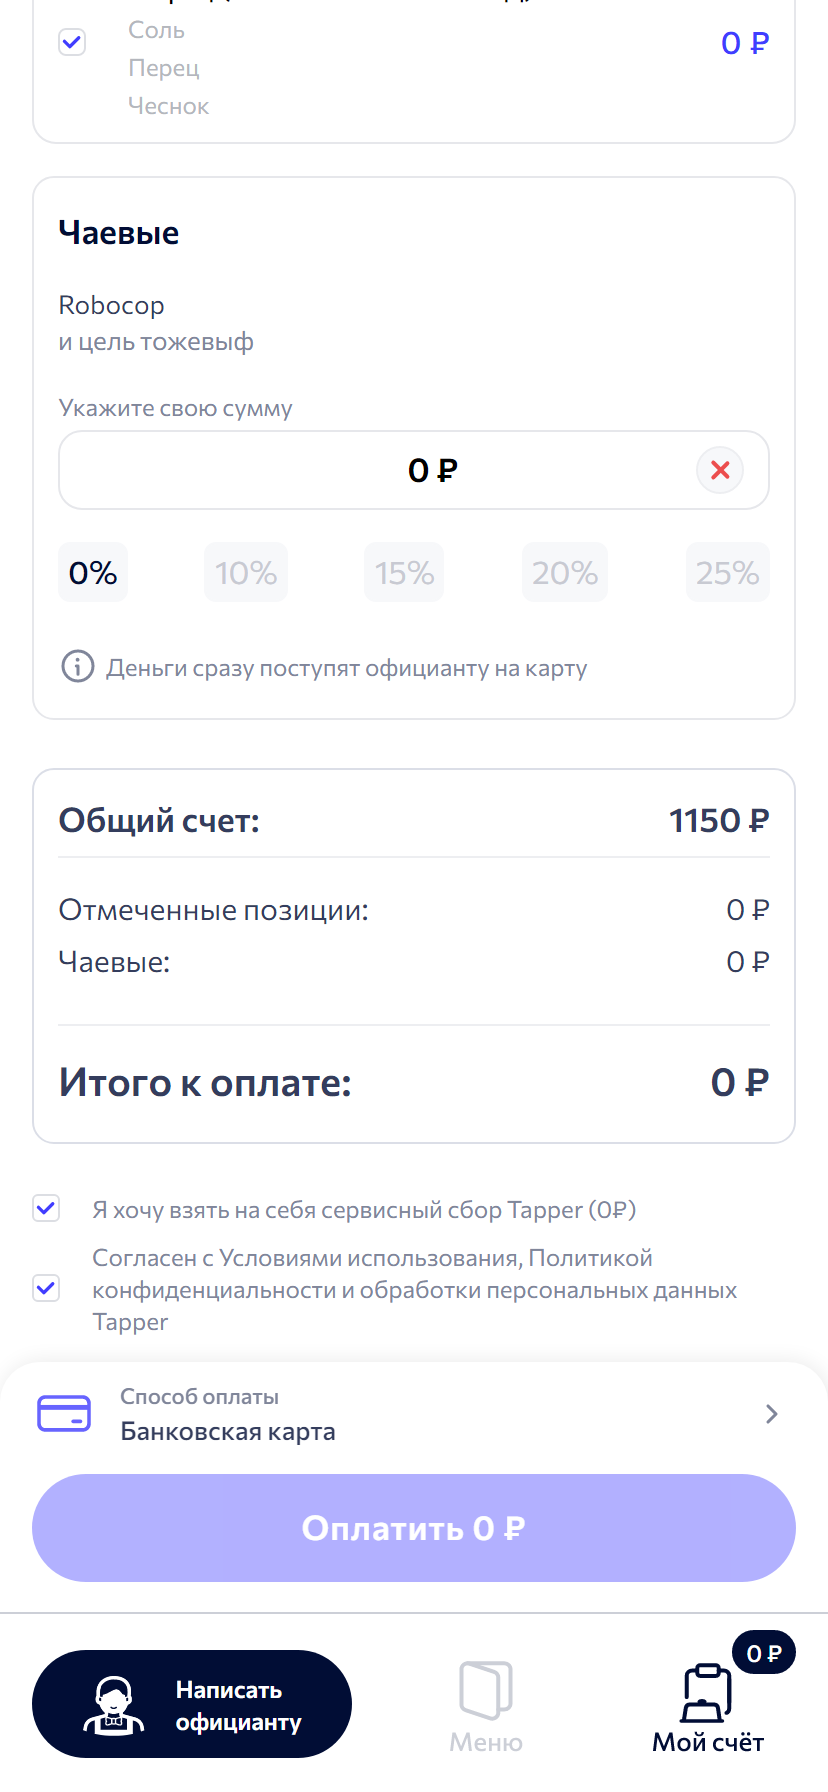 Соль
0 ₽
Перец
Чеснок
Чаевые
Robocop
и цель тожевыф
Укажите свою сумму
0 ₽
0% 10% 15% 20% 25%
Деньги сразу поступят официанту на карту
Общий счет: 1150 ₽
Отмеченные позиции: 0 ₽
Чаевые: 0 ₽
Итого к оплате: 0 ₽
Я хочу взять на себя сервисный сбор Tapper (0₽)
Согласен с Условиями использования, Политикой
конфиденциальности и обработки персональных данных
Tapper
Способ оплаты
Банковская карта
Оплатить 0 ₽
Написать
официанту
Меню
0 ₽
Мой счёт